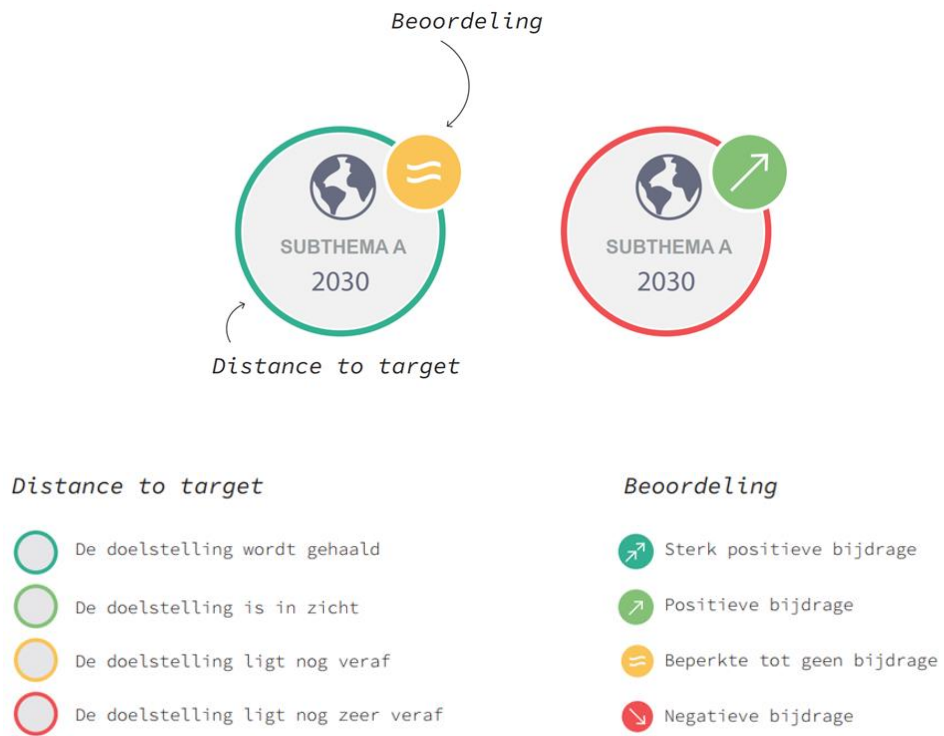 Beoordeling
SUBTHEMA A
2030
SUBTHEMA A
2030
Distance to target
Distance to target
De doelstelling wordt gehaald
De doelstelling is in zicht
De doelstelling ligt nog veraf
De doelstelling ligt nog zeer veraf
Beoordeling
Sterk positieve bijdrage
Positieve bijdrage
Beperkte tot geen bijdrage
Negatieve bijdrage